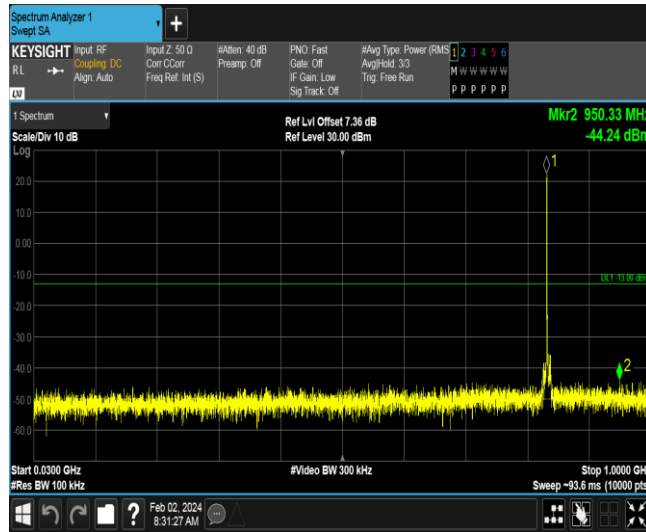 Spectrum Analyzer 1
Swept SA
+
KEYSIGHT Input: RF Input Z: 50 Ω #Atten: 40 dB PNO: Fast #Avg Type: Power (RMS 1 2 3 4 5 6
RL Coupling: DC Corr CCorr Preamp: Off Gate: Off Avg|Hold: 3/3 M W W W W W
Align: Auto Freq Ref: Int (S) IF Gain: Low Trig: Free Run
LXI Sig Track: Off P P P P P P
1 Spectrum
Ref Lvl Offset 7.36 dB Mkr2 950.33 MHz
Scale/Div 10 dB Ref Level 30.00 dBm -44.24 dBm
Log
1
20.0
10.0
0.00
-10.0
DL1 -13.00 dBm
-20.0
-30.0
-40.0
2
-50.0
-60.0
Start 0.0300 GHz #Video BW 300 kHz Stop 1.0000 GH
#Res BW 100 kHz Sweep ~93.6 ms (10000 pts
? Feb 02, 2024
8:31:27 AM